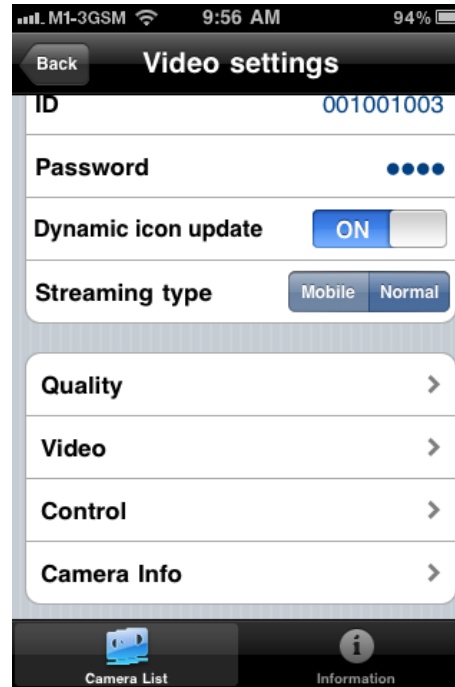 M1-3GSM 9:56 AM 94%
Back Video settings
ID 001001003
Password ●●●●
Dynamic icon update ON
Streaming type Mobile Normal
Quality
Video
Control
Camera Info
Camera List Information